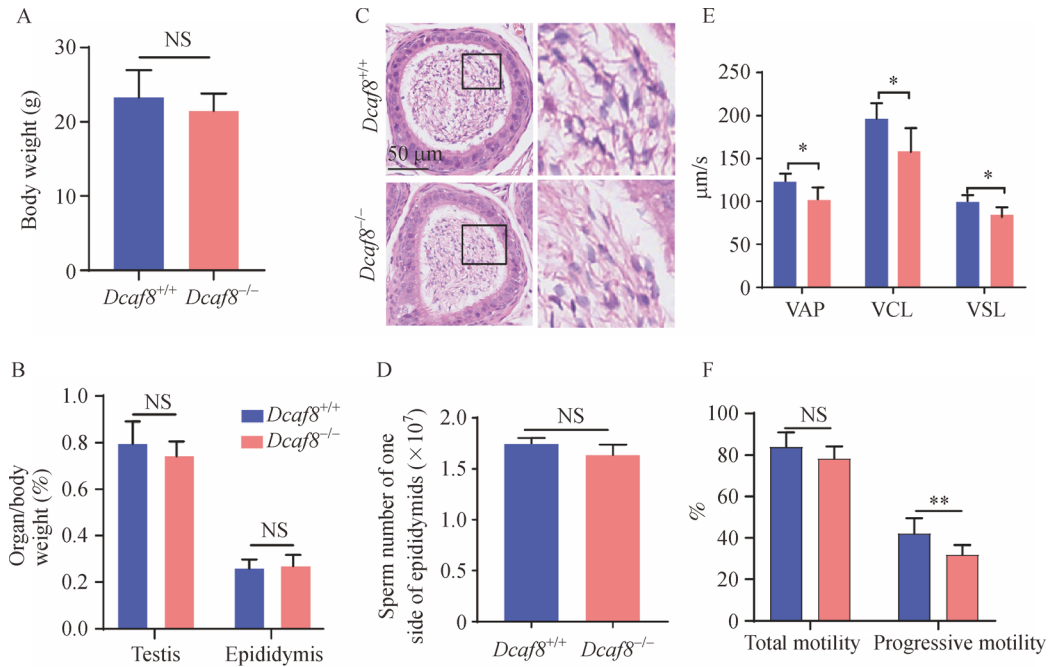 A
NS
Body weight (g)
30
20
10
0
Dcaf8+/+
Dcaf8−/−
B
Organ/body
weight (%)
1.0
0.8
0.6
0.4
0.2
0.0
NS
NS
Dcaf8+/+
Dcaf8−/−
Testis
Epididymis
C
Dcaf8+/+
50 μm
Dcaf8−/−
D
Sperm number of one
side of epididymids (×10⁷)
2.0
1.5
1.0
0.5
0
NS
Dcaf8+/+
Dcaf8−/−
E
μm/s
250
200
150
100
50
0
*
*
*
VAP
VCL
VSL
F
%
100
80
60
40
20
0
NS
**
Total motility
Progressive motility